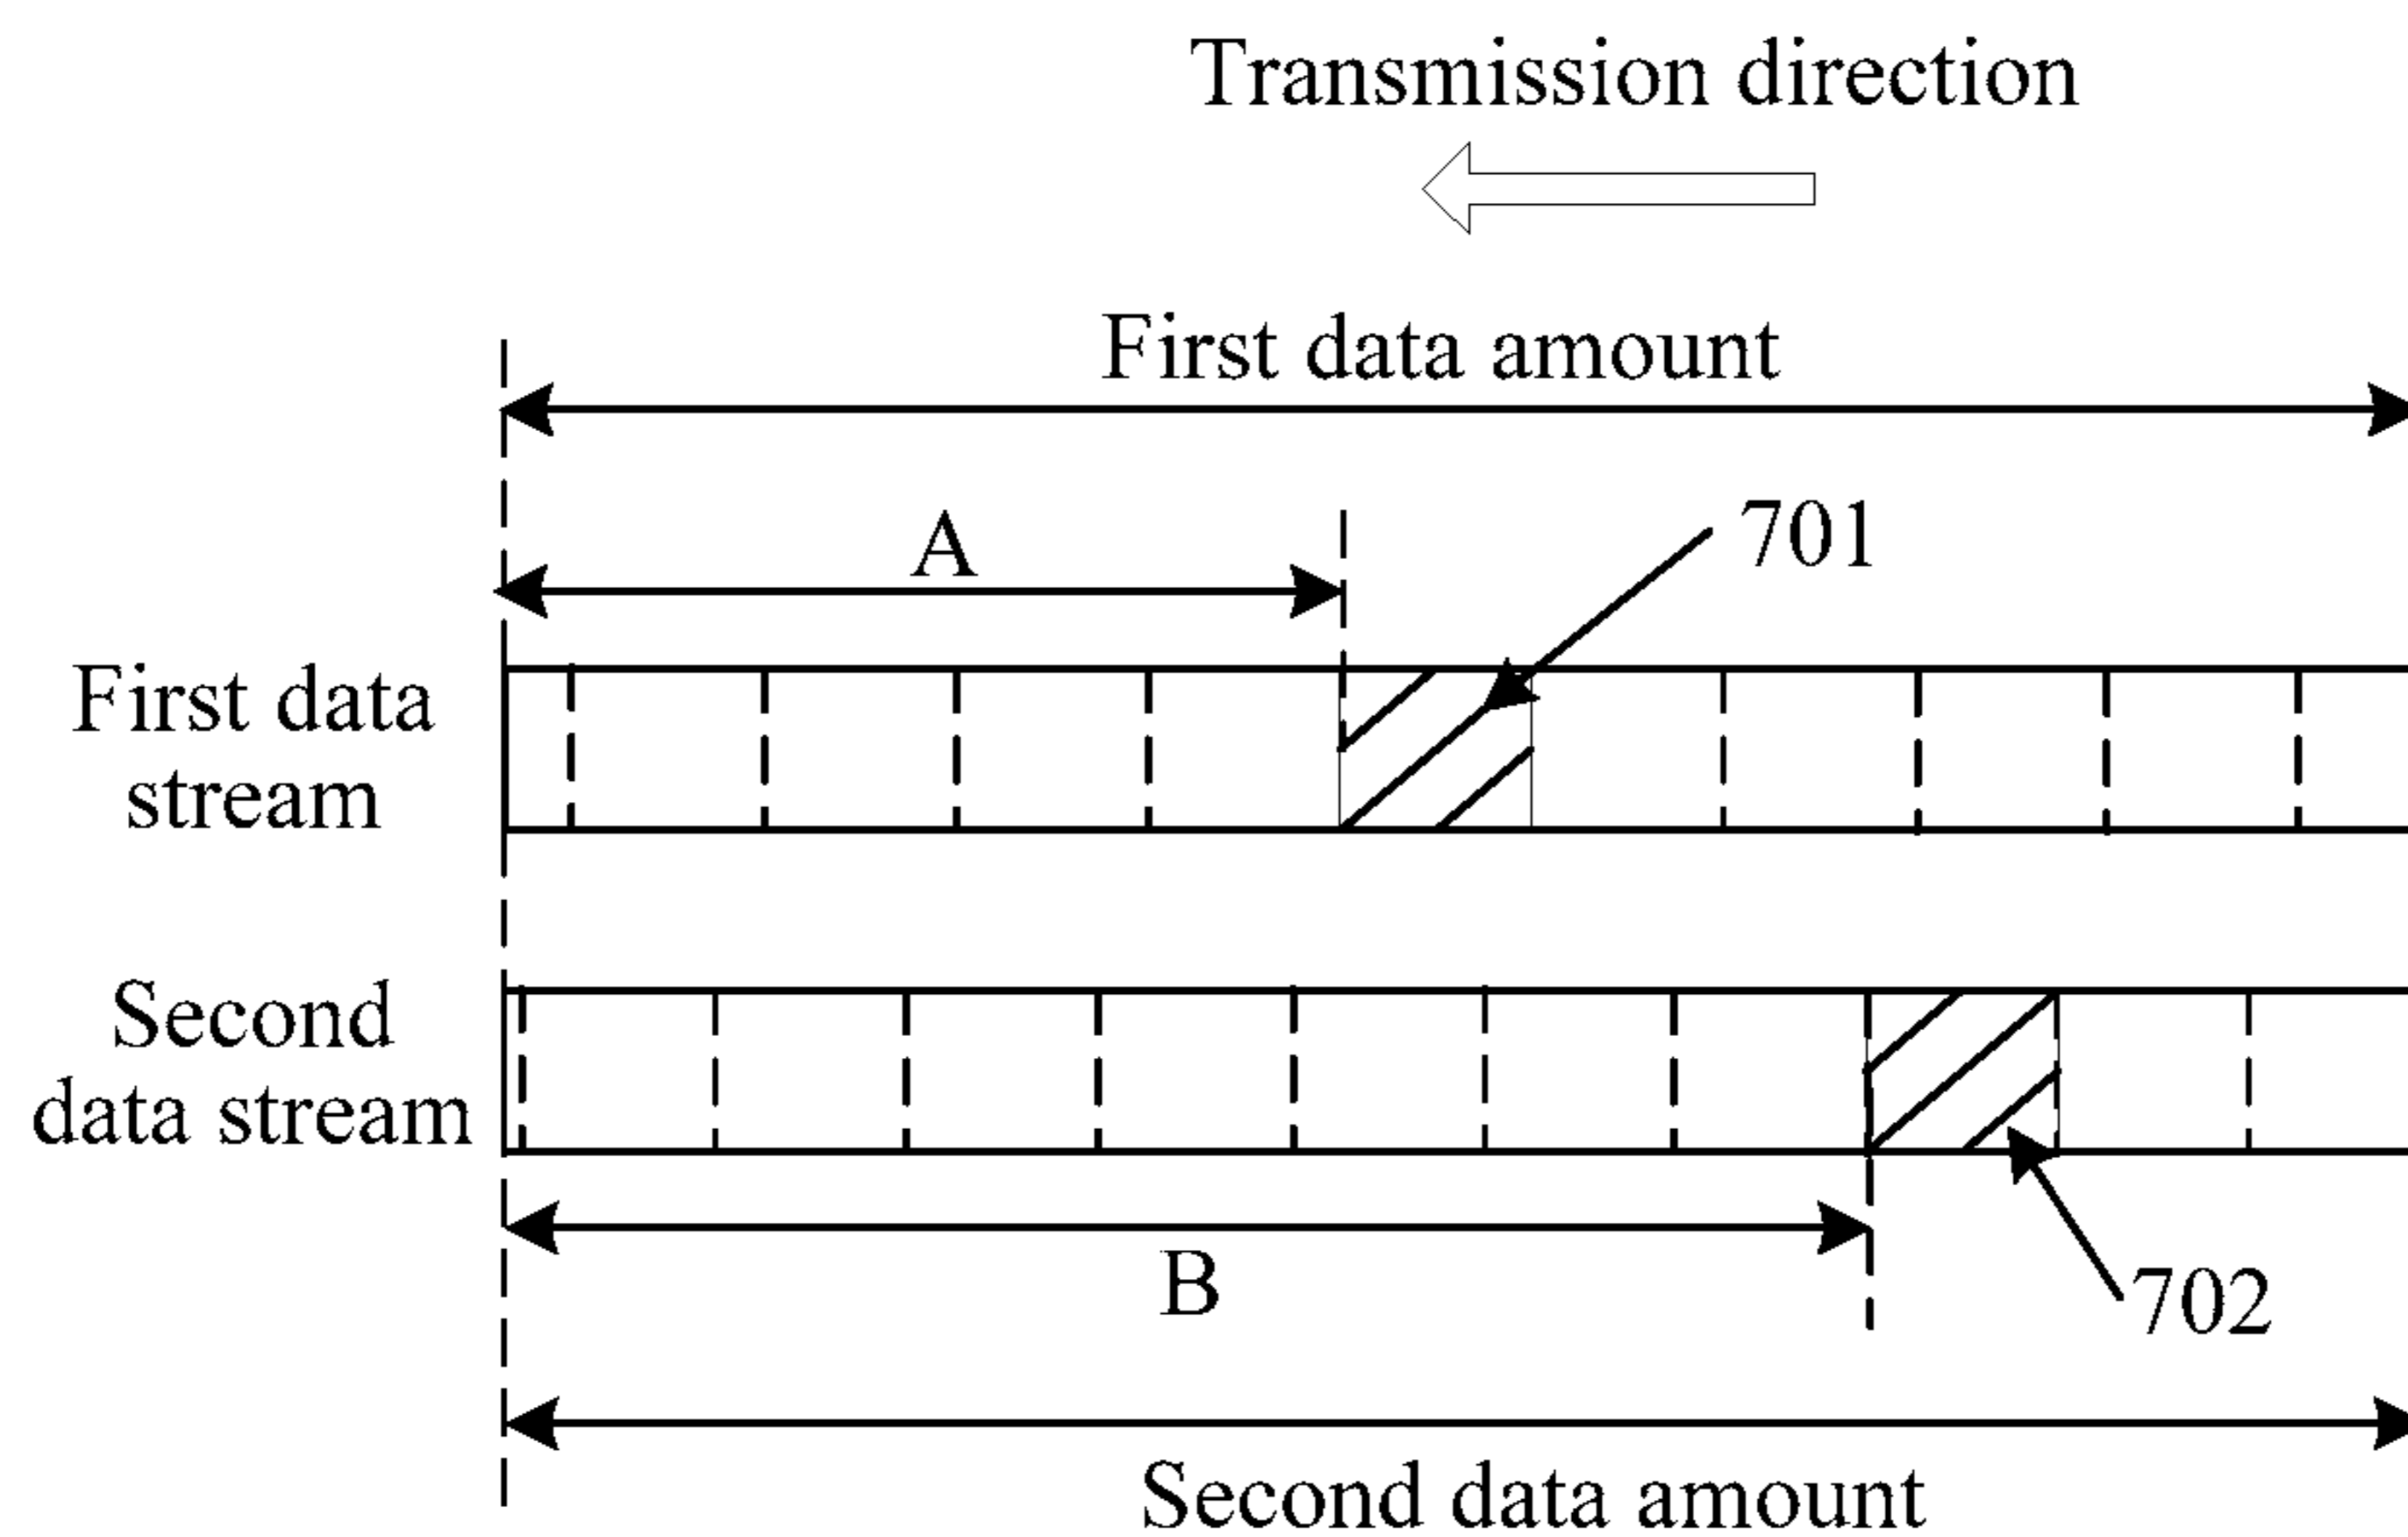 Transmission direction
First data amount
A
701
First data
stream
Second
data stream
B
702
Second data amount